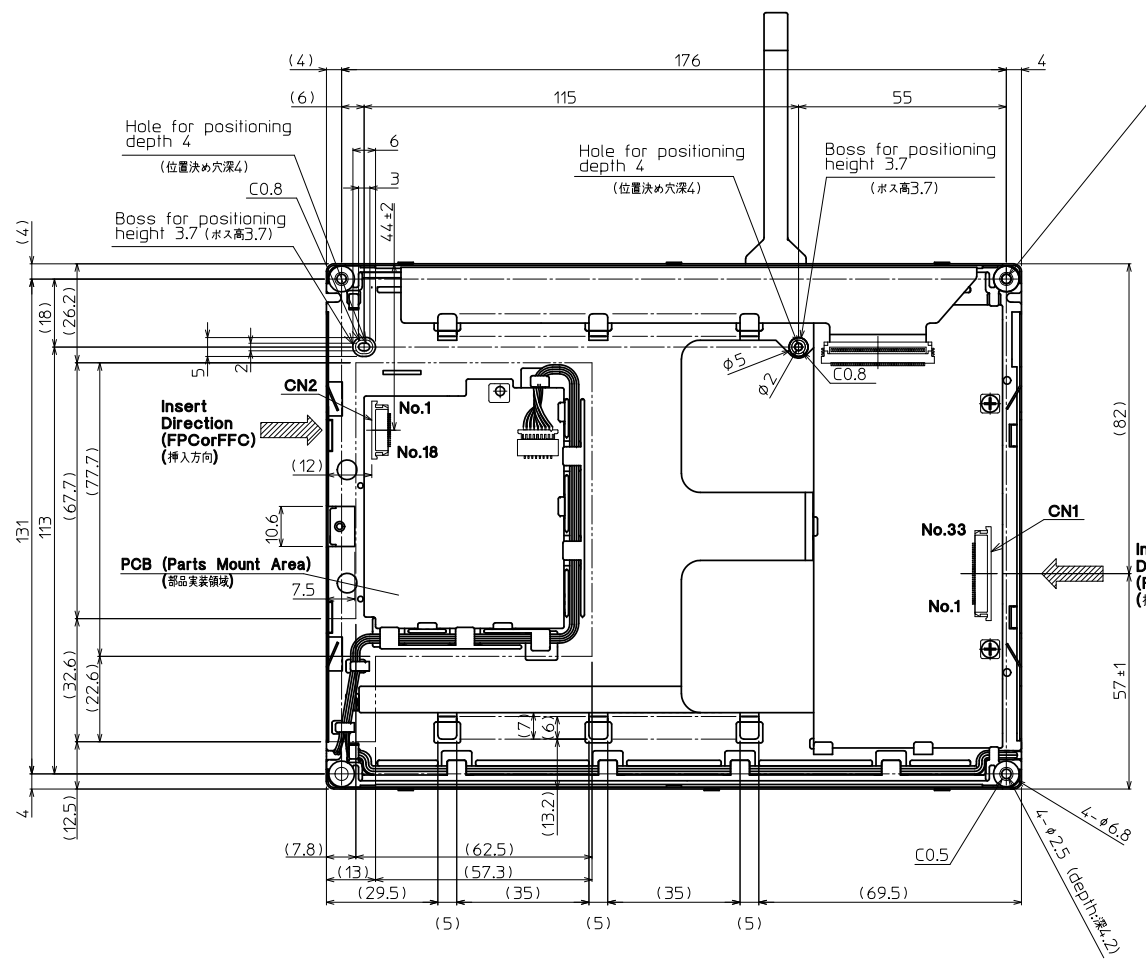 (4)
176
4
(6)
115
55
Hole for positioning
depth 4
(位置決め穴深4)
6
3
C0.8
44±2
Boss for positioning
height 3.7 (ボス高3.7)
Hole for positioning
depth 4
(位置決め穴深4)
Boss for positioning
height 3.7
(ボス高3.7)
(4)
(18)
(26.2)
5
2
φ5
φ2
C0.8
CN2
No.1
No.18
Insert
Direction
(FPCorFFC)
(挿入方向)
(12)
(82)
131
113
(67.7)
(77.7)
10.6
PCB (Parts Mount Area)
(部品実装領域)
7.5
No.33
CN1
No.1
57±1
(32.6)
(22.6)
(7)
(6)
(13.2)
4
(12.5)
(7.8)
(62.5)
(13)
(57.3)
(29.5)
(35)
(35)
(69.5)
(5)
(5)
(5)
C0.5
4-φ6.8
4-φ2.5 (depth:深4.2)